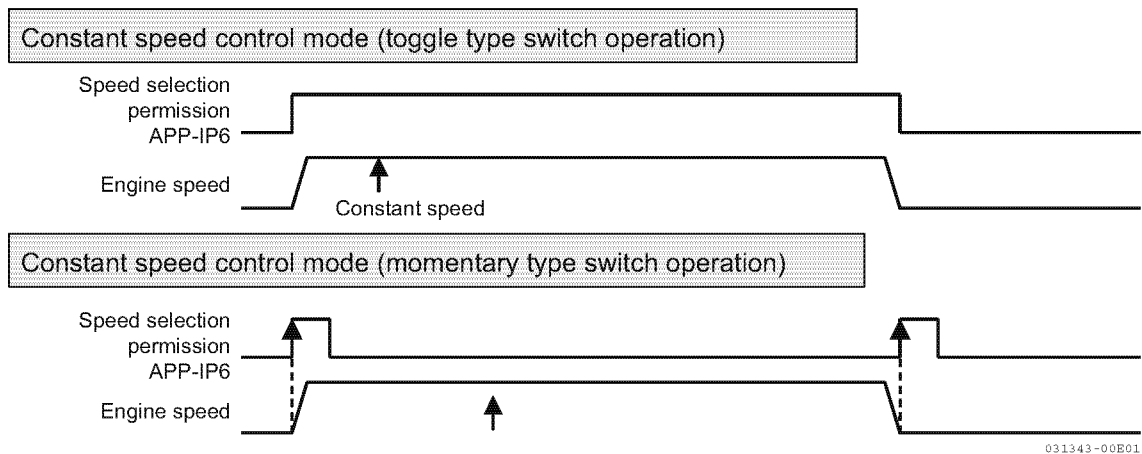 Constant speed control mode (toggle type switch operation)
Speed selection
permission
APP-IP6
Engine speed
Constant speed
Constant speed control mode (momentary type switch operation)
Speed selection
permission
APP-IP6
Engine speed
031343-00E01